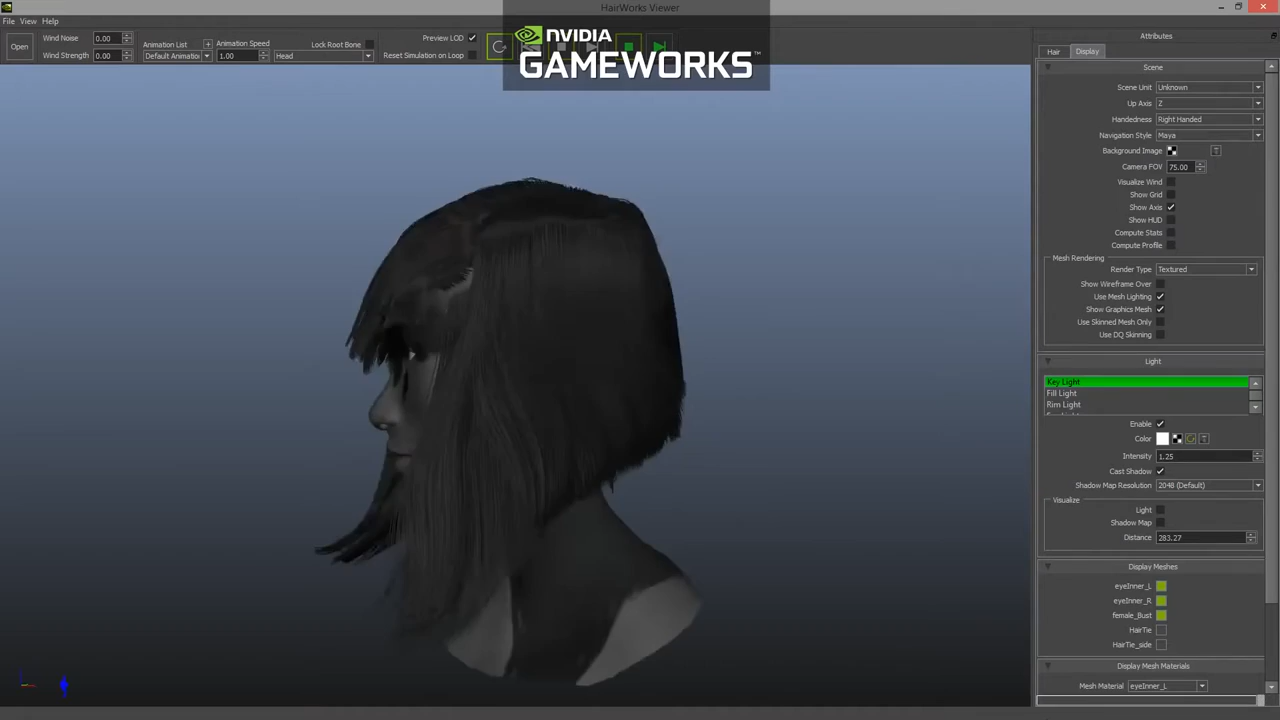 HairWorks Viewer
File View Help
Open
Wind Noise 0.00
Wind Strength 0.00
Animation List
Default Animatio
Animation Speed
1.00
Lock Root Bone
Head
Preview LOD
Reset Simulation on Loop
NVIDIA
GAMEWORKS™
Attributes
Hair Display
Scene
Scene Unit Unknown
Up Axis Z
Handedness Right Handed
Navigation Style Maya
Background Image T
Camera FOV 75.00
Visualize Wind
Show Grid
Show Axis
Show HUD
Compute Stats
Compute Profile
Mesh Rendering
Render Type Textured
Show Wireframe Over
Use Mesh Lighting
Show Graphics Mesh
Use Skinned Mesh Only
Use DQ Skinning
Light
Key Light
Fill Light
Rim Light
Enable
Color T
Intensity 1.25
Cast Shadow
Shadow Map Resolution 2048 (Default)
Visualize
Light
Shadow Map
Distance 283.27
Display Meshes
eyeInner_L
eyeInner_R
female_Bust
HairTie
HairTie_side
Display Mesh Materials
Mesh Material eyeInner_L